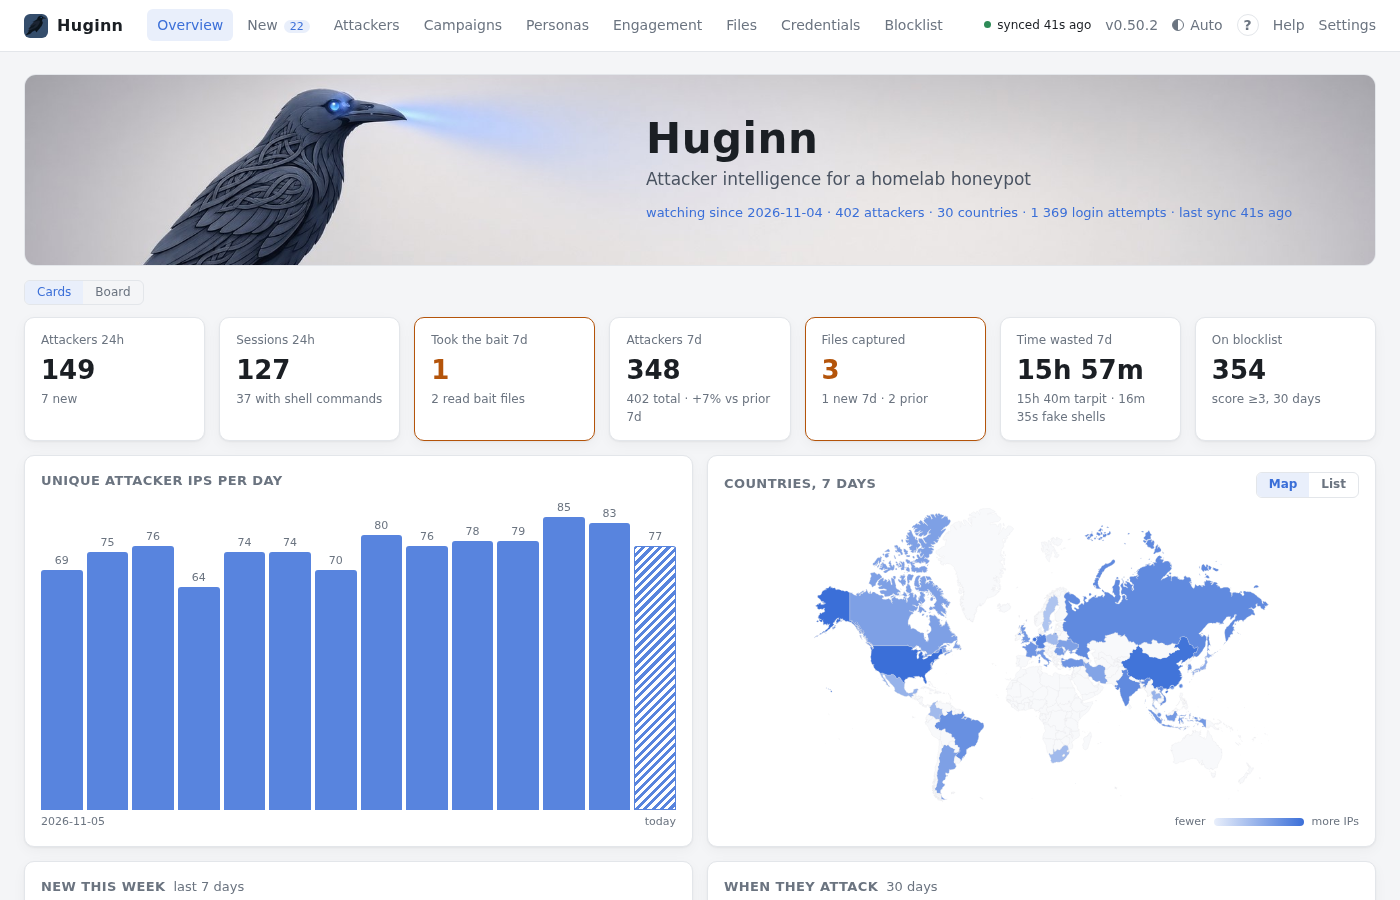 Huginn
Overview
New 22
Attackers
Campaigns
Personas
Engagement
Files
Credentials
Blocklist
synced 41s ago
v0.50.2
Auto
?
Help
Settings
Huginn
Attacker intelligence for a homelab honeypot
watching since 2026-11-04 · 402 attackers · 30 countries · 1 369 login attempts · last sync 41s ago
Cards
Board
Attackers 24h
149
7 new
Sessions 24h
127
37 with shell commands
Took the bait 7d
1
2 read bait files
Attackers 7d
348
402 total · +7% vs prior
7d
Files captured
3
1 new 7d · 2 prior
Time wasted 7d
15h 57m
15h 40m tarpit · 16m
35s fake shells
On blocklist
354
score ≥3, 30 days
UNIQUE ATTACKER IPS PER DAY
69
75
76
64
74
74
70
80
76
78
79
85
83
77
2026-11-05
today
COUNTRIES, 7 DAYS
Map
List
fewer
more IPs
NEW THIS WEEK last 7 days
WHEN THEY ATTACK 30 days